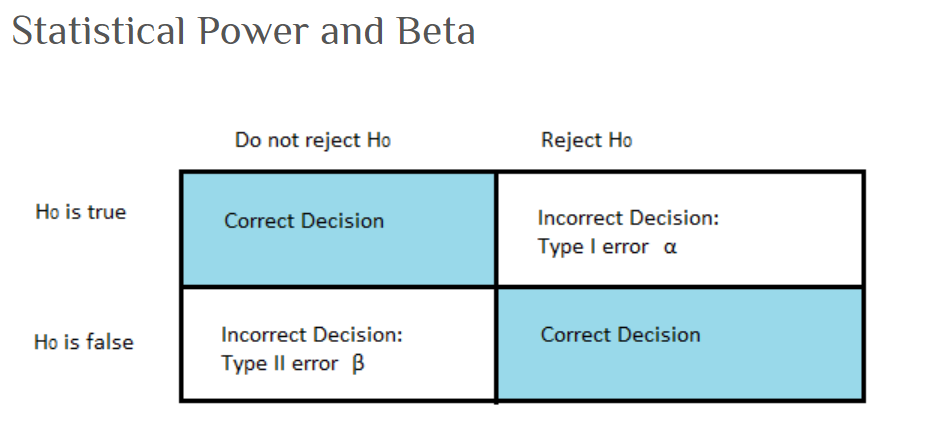 Statistical Power and Beta
Do not reject H0
Reject H0
H0 is true
Correct Decision
Incorrect Decision:
Type I error α
H0 is false
Incorrect Decision:
Type II error β
Correct Decision